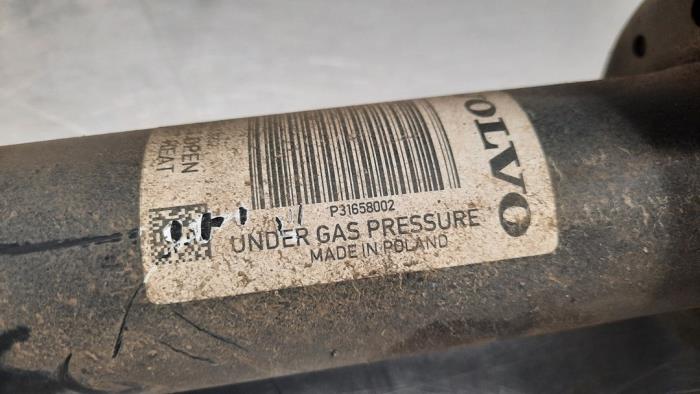 VOLVO
P31658002
UNDER GAS PRESSURE
MADE IN POLAND